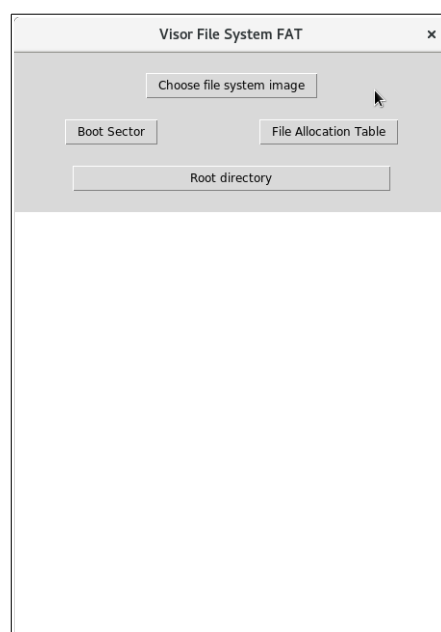 Visor File System FAT
Choose file system image
Boot Sector File Allocation Table
Root directory